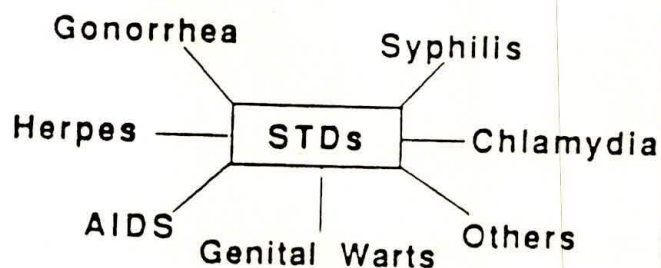 Gonorrhea
Syphilis
Herpes
STDs
Chlamydia
AIDS
Genital Warts
Others